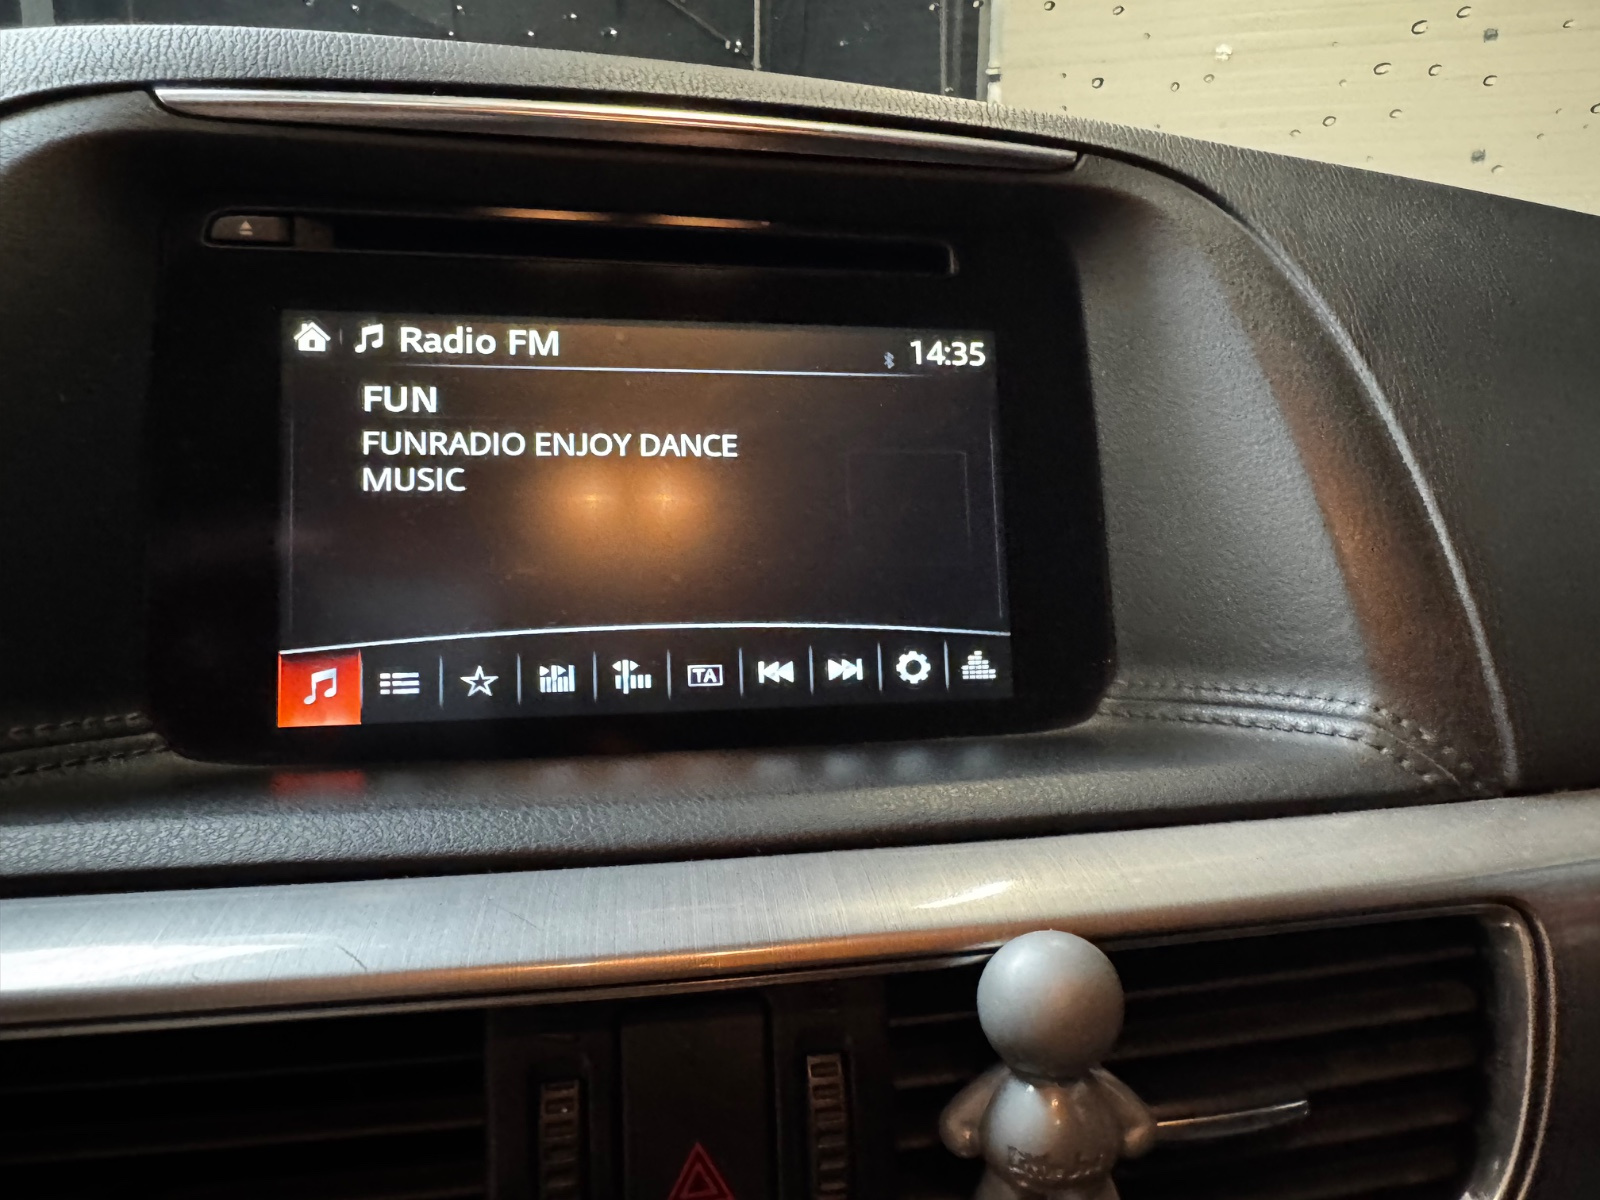 Radio FM
14:35
FUN
FUNRADIO ENJOY DANCE
MUSIC
TA